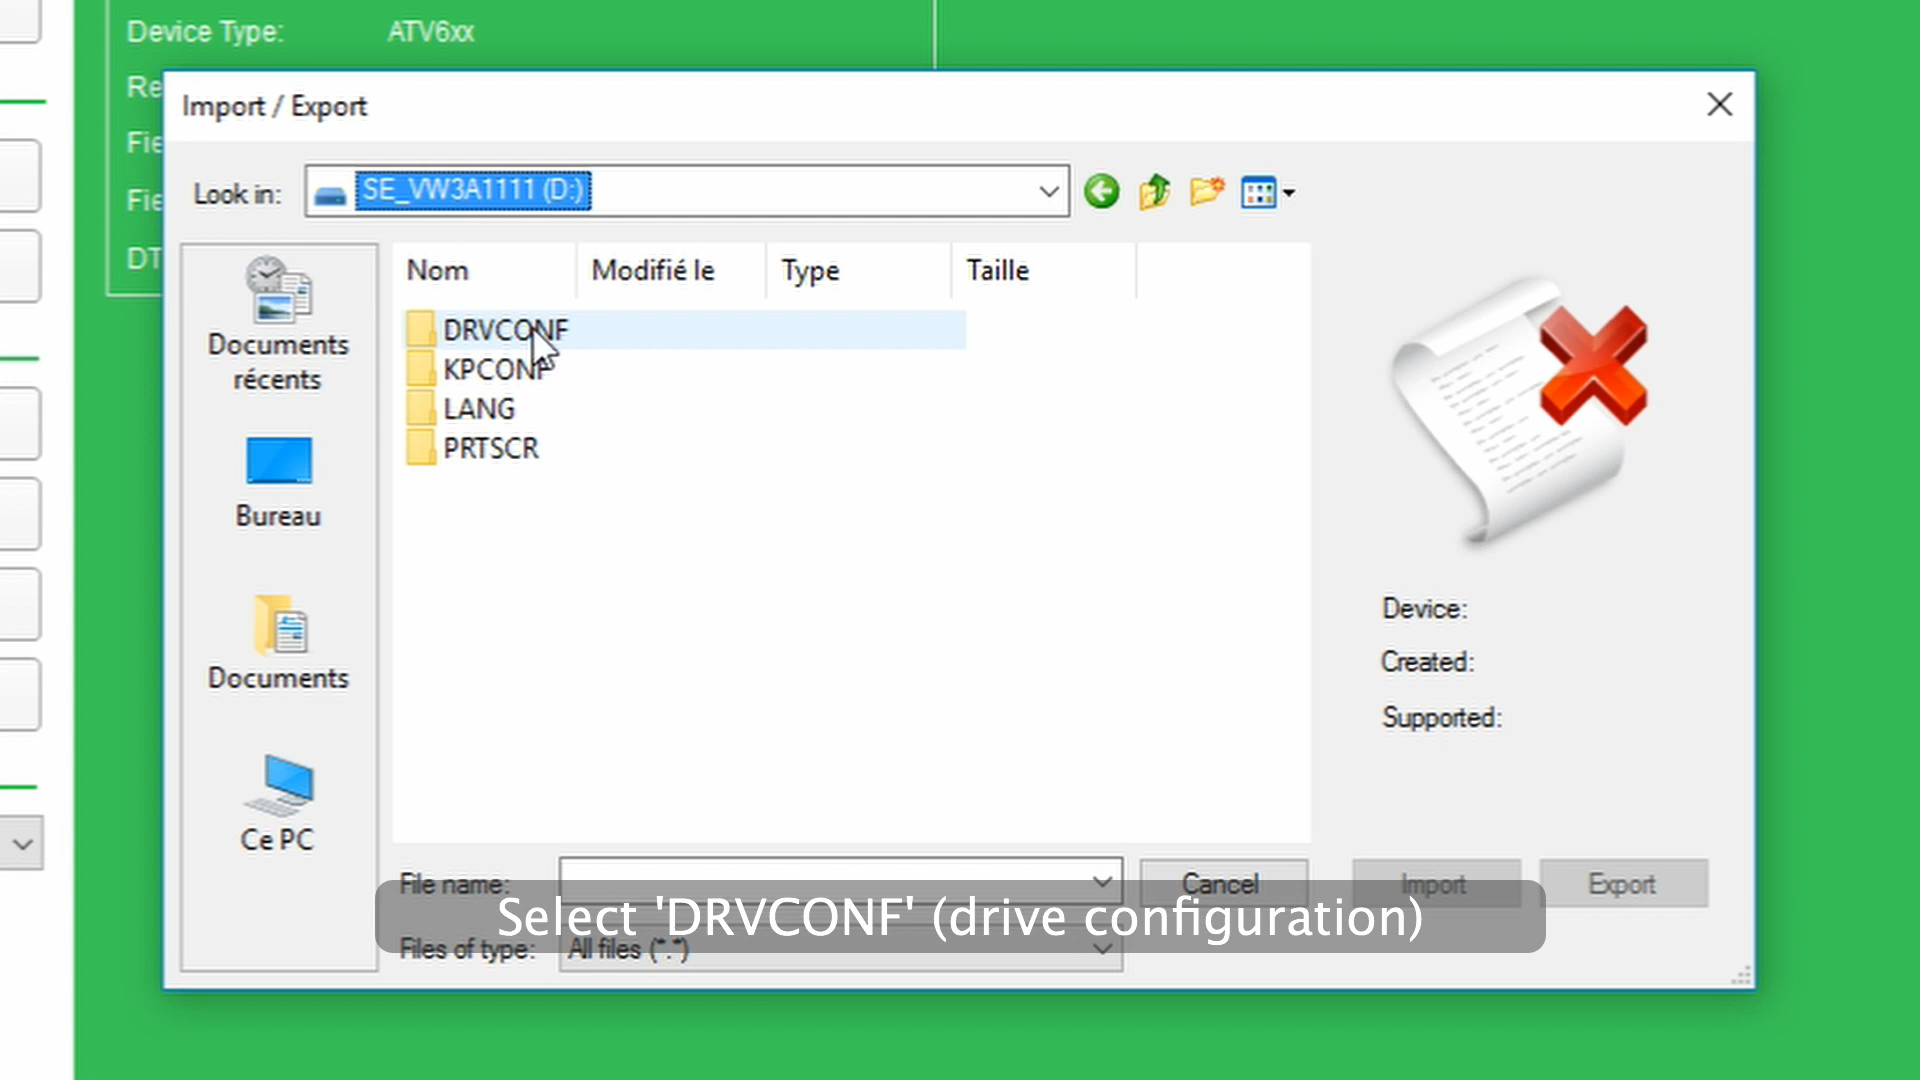 Device Type: ATV6xx
Re
Import / Export
Fie
Look in: SE_VW3A1111 (D:)
Fie
DT
Nom Modifié le Type Taille
Documents récents
DRVCONF
KPCONF
LANG
PRTSCR
Bureau
Documents
Ce PC
Device:
Created:
Supported:
File name: Cancel Import Export
Select 'DRVCONF' (drive configuration)
Files of type: All files (*.*)